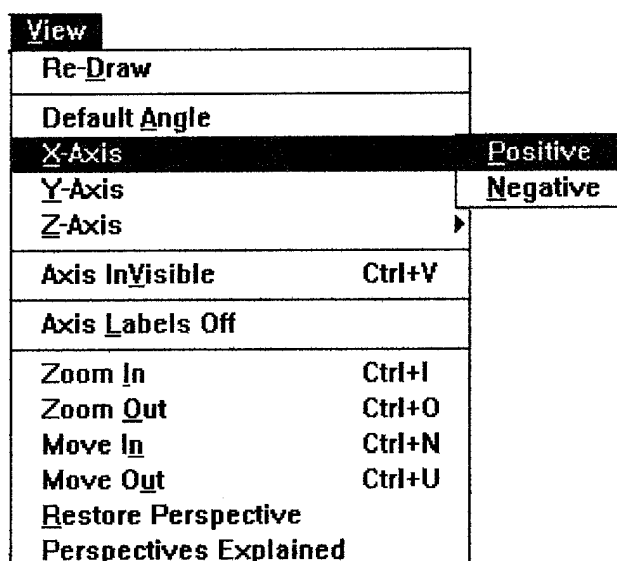 View
Re-Draw
Default Angle
X-Axis
Positive
Y-Axis
Negative
Z-Axis
Axis InVisible Ctrl+V
Axis Labels Off
Zoom In Ctrl+I
Zoom Out Ctrl+O
Move In Ctrl+N
Move Out Ctrl+U
Restore Perspective
Perspectives Explained